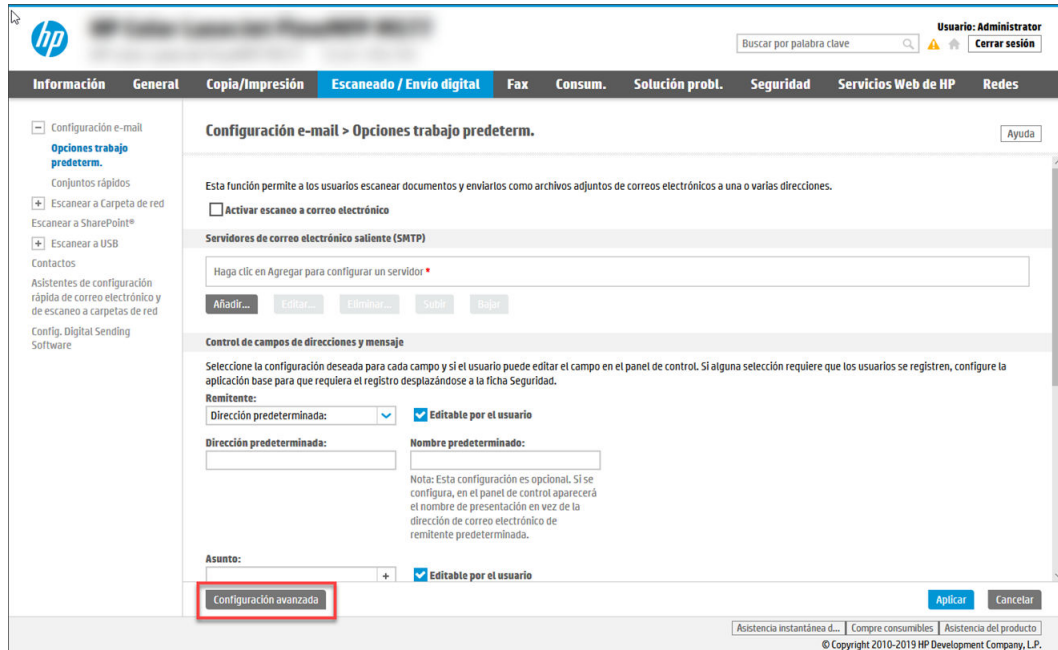 hp
Usuario: Administrator
Buscar por palabra clave
Cerrar sesión
Información General Copia/Impresión Escaneado / Envío digital Fax Consum. Solución probl. Seguridad Servicios Web de HP Redes
Configuración e-mail
Opciones trabajo
predeterm.
Conjuntos rápidos
Escanear a Carpeta de red
Escanear a SharePoint®
Escanear a USB
Contactos
Asistentes de configuración
rápida de correo electrónico y
de escaneo a carpetas de red
Config. Digital Sending
Software
Configuración e-mail > Opciones trabajo predeterm.
Ayuda
Esta función permite a los usuarios escanear documentos y enviarlos como archivos adjuntos de correos electrónicos a una o varias direcciones.
Activar escaneo a correo electrónico
Servidores de correo electrónico saliente (SMTP)
Haga clic en Agregar para configurar un servidor *
Añadir... Editar... Eliminar... Subir Bajar
Control de campos de direcciones y mensaje
Seleccione la configuración deseada para cada campo y si el usuario puede editar el campo en el panel de control. Si alguna selección requiere que los usuarios se registren, configure la
aplicación base para que requiera el registro desplazándose a la ficha Seguridad.
Remitente:
Dirección predeterminada: Editable por el usuario
Dirección predeterminada: Nombre predeterminado:
Nota: Esta configuración es opcional. Si se
configura, en el panel de control aparecerá
el nombre de presentación en vez de la
dirección de correo electrónico de
remitente predeterminada.
Asunto:
+ Editable por el usuario
Configuración avanzada
Aplicar Cancelar
Asistencia instantánea d... Compre consumibles Asistencia del producto
© Copyright 2010-2019 HP Development Company, L.P.